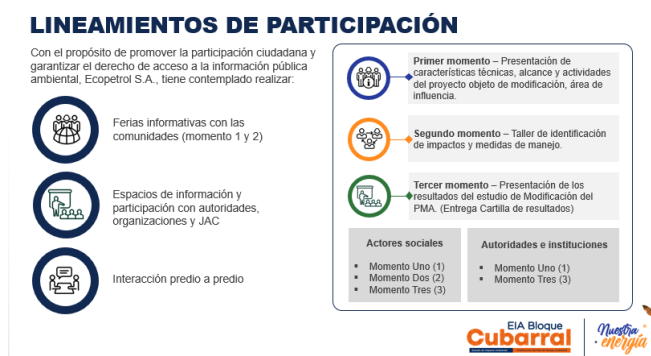 LINEAMIENTOS DE PARTICIPACIÓN
Con el propósito de promover la participación ciudadana y
garantizar el derecho de acceso a la información pública
ambiental, Ecopetrol S.A., tiene contemplado realizar:
Ferias informativas con las
comunidades (momento 1 y 2)
Espacios de información y
participación con autoridades,
organizaciones y JAC
Interacción predio a predio
Primer momento – Presentación de
características técnicas, alcance y actividades
del proyecto objeto de modificación, área de
influencia.
Segundo momento – Taller de identificación
de impactos y medidas de manejo.
Tercer momento – Presentación de los
resultados del estudio de Modificación del
PMA. (Entrega Cartilla de resultados)
Actores sociales
▪ Momento Uno (1)
▪ Momento Dos (2)
▪ Momento Tres (3)
Autoridades e instituciones
▪ Momento Uno (1)
▪ Momento Tres (3)
EIA Bloque
Cubarral
Nuestra
energía